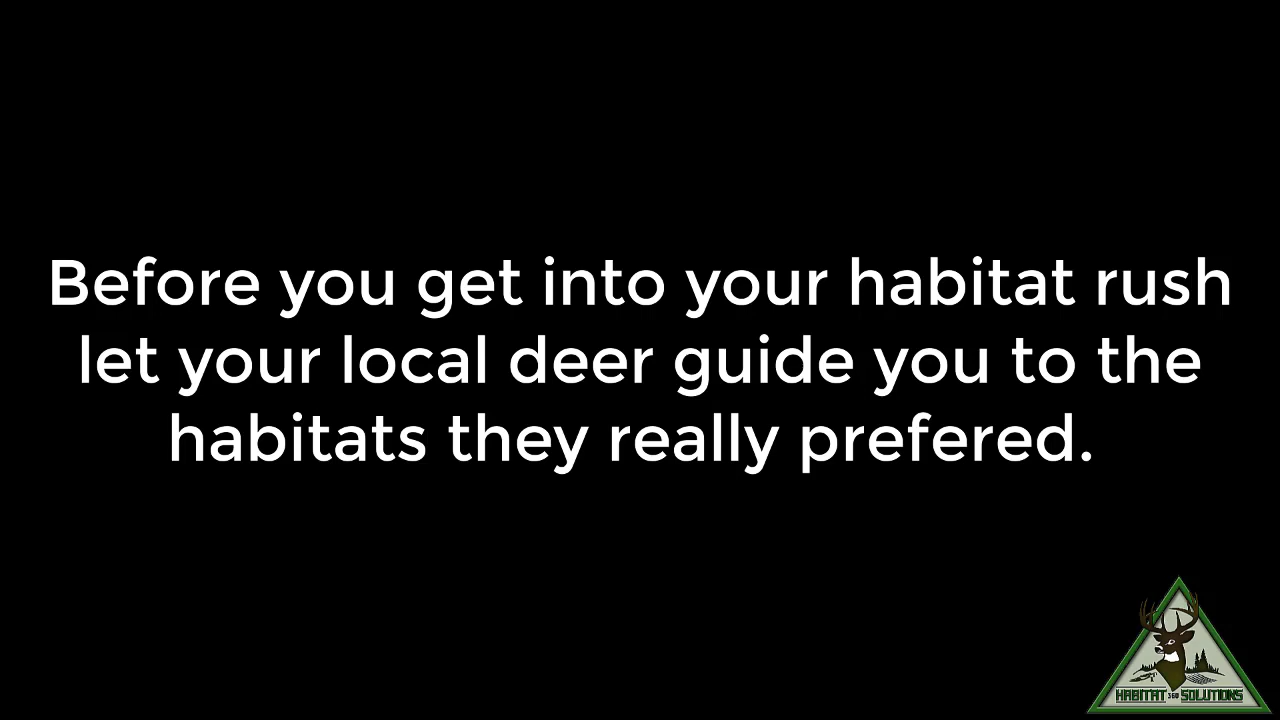 Before you get into your habitat rush
let your local deer guide you to the
habitats they really prefered.
HABITAT 360 SOLUTIONS